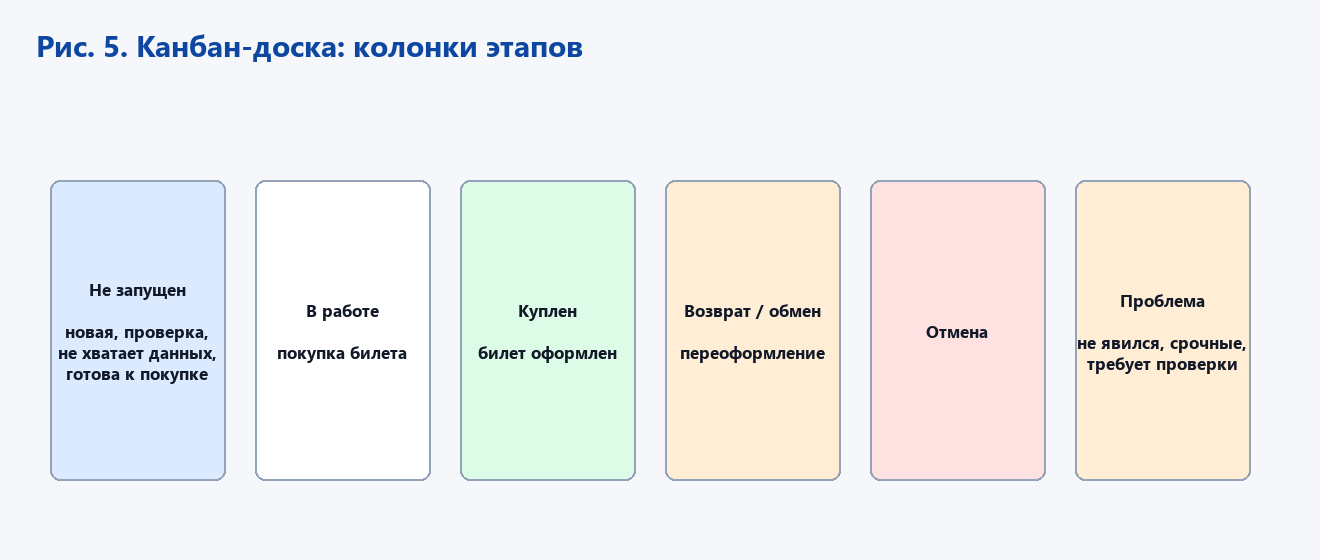 Рис. 5. Канбан-доска: колонки этапов
Не запущен
новая, проверка,
не хватает данных,
готова к покупке
В работе
покупка билета
Куплен
билет оформлен
Возврат / обмен
переоформление
Отмена
Проблема
не явился, срочные,
требует проверки